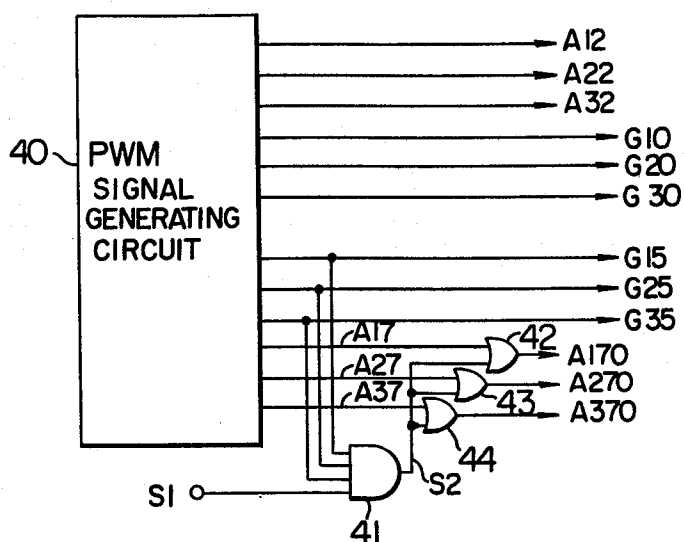 A12
A22
A32
40
PWM
SIGNAL
GENERATING
CIRCUIT
G10
G20
G30
G15
G25
G35
A17
42
A170
A27
A270
A37
43
A370
44
S2
S1
41